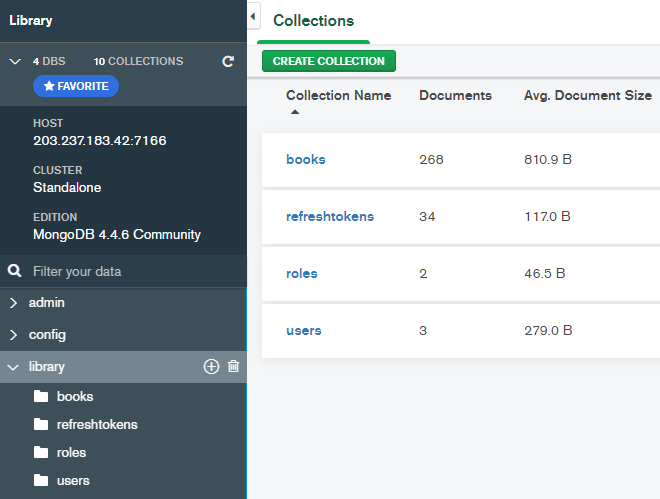 Library
4 DBS 10 COLLECTIONS
FAVORITE
HOST
203.237.183.42:7166
CLUSTER
Standalone
EDITION
MongoDB 4.4.6 Community
Filter your data
admin
config
library
books
refreshtokens
roles
users
Collections
CREATE COLLECTION
Collection Name Documents Avg. Document Size
books 268 810.9 B
refreshtokens 34 117.0 B
roles 2 46.5 B
users 3 279.0 B